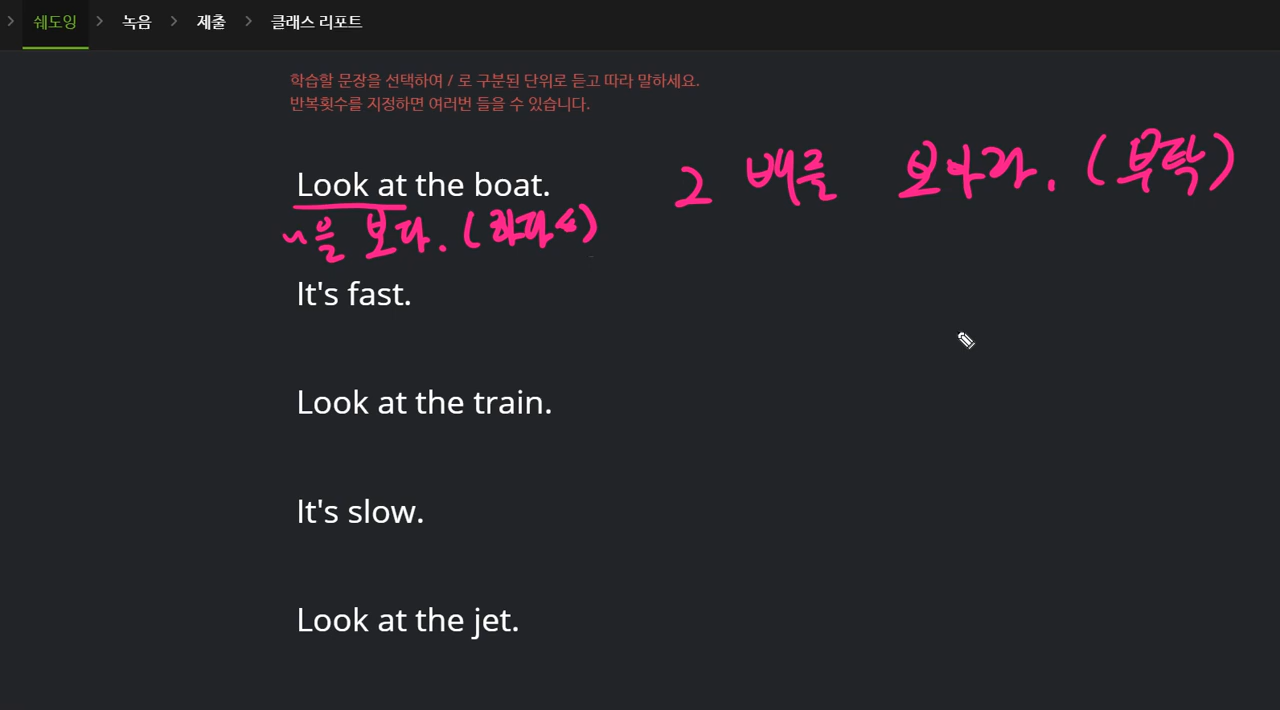 쉐도잉 > 녹음 > 제출 > 클래스 리포트
학습할 문장을 선택하여 / 로 구분된 단위로 듣고 따라 말하세요.
반복횟수를 지정하면 여러번 들을 수 있습니다.
Look at the boat. 그 배를 보아라. (부탁)
~을 보다.
It's fast.
Look at the train.
It's slow.
Look at the jet.